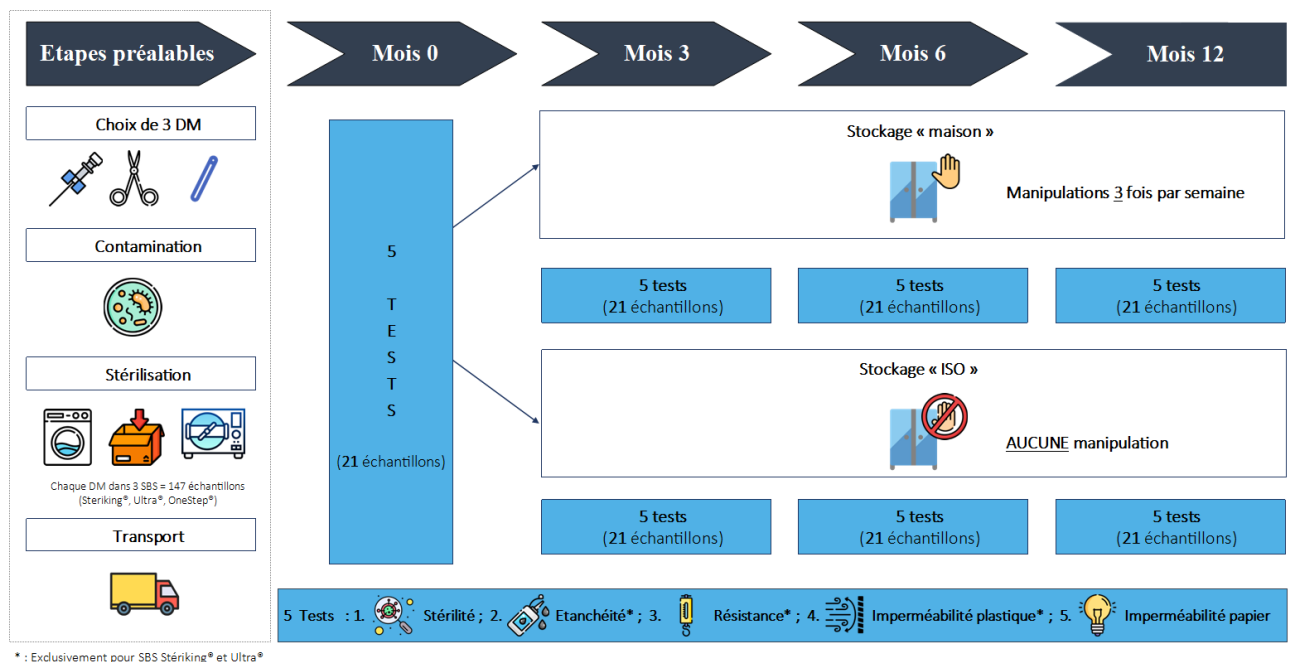 Etapes préalables
Mois 0
Mois 3
Mois 6
Mois 12
Choix de 3 DM
Contamination
Stérilisation
Chaque DM dans 3 SBS = 147 échantillons
(Steriking®, Ultra®, OneStep®)
Transport
5
T
E
S
T
S
(21 échantillons)
Stockage « maison »
Manipulations 3 fois par semaine
5 tests
(21 échantillons)
5 tests
(21 échantillons)
5 tests
(21 échantillons)
Stockage « ISO »
AUCUNE manipulation
5 tests
(21 échantillons)
5 tests
(21 échantillons)
5 tests
(21 échantillons)
5 Tests : 1. Stérilité ; 2. Etanchéité* ; 3. Résistance* ; 4. Imperméabilité plastique* ; 5. Imperméabilité papier
* : Exclusivement pour SBS Stériking® et Ultra®